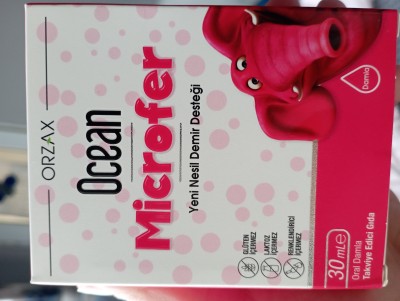 ORZAX
Ocean
Microfer
Yeni Nesil Demir Desteği
Damla
GLÜTEN
İÇERMEZ
LAKTOZ
İÇERMEZ
RENKLENDİRİCİ
İÇERMEZ
30 mLe
Oral Damla
Takviye Edici Gıda